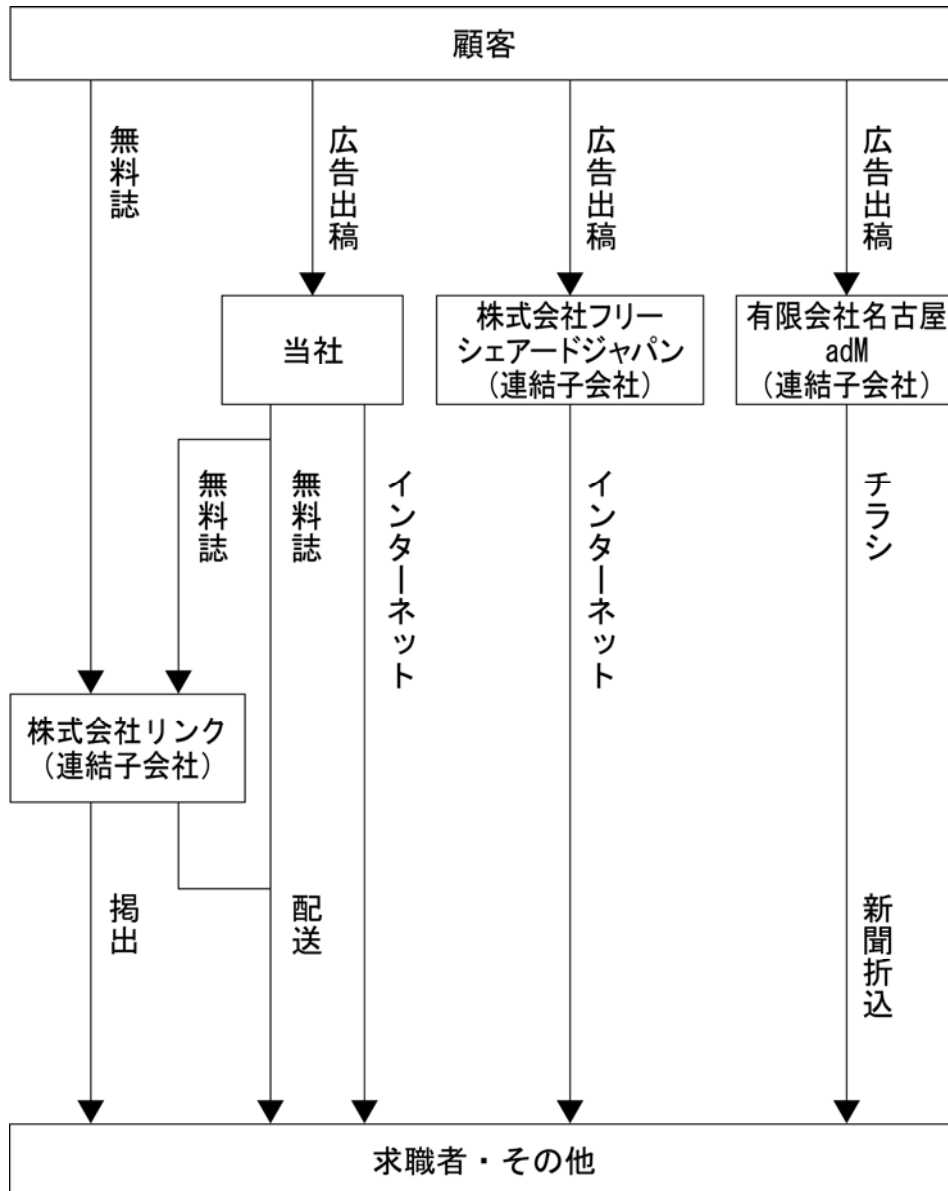 顧客
無料誌
広告出稿
広告出稿
広告出稿
当社
株式会社フリー
シェアードジャパン
（連結子会社）
有限会社名古屋
adM
（連結子会社）
無料誌
無料誌
インターネット
インターネット
チラシ
株式会社リンク
（連結子会社）
掲出
配送
新聞折込
求職者・その他